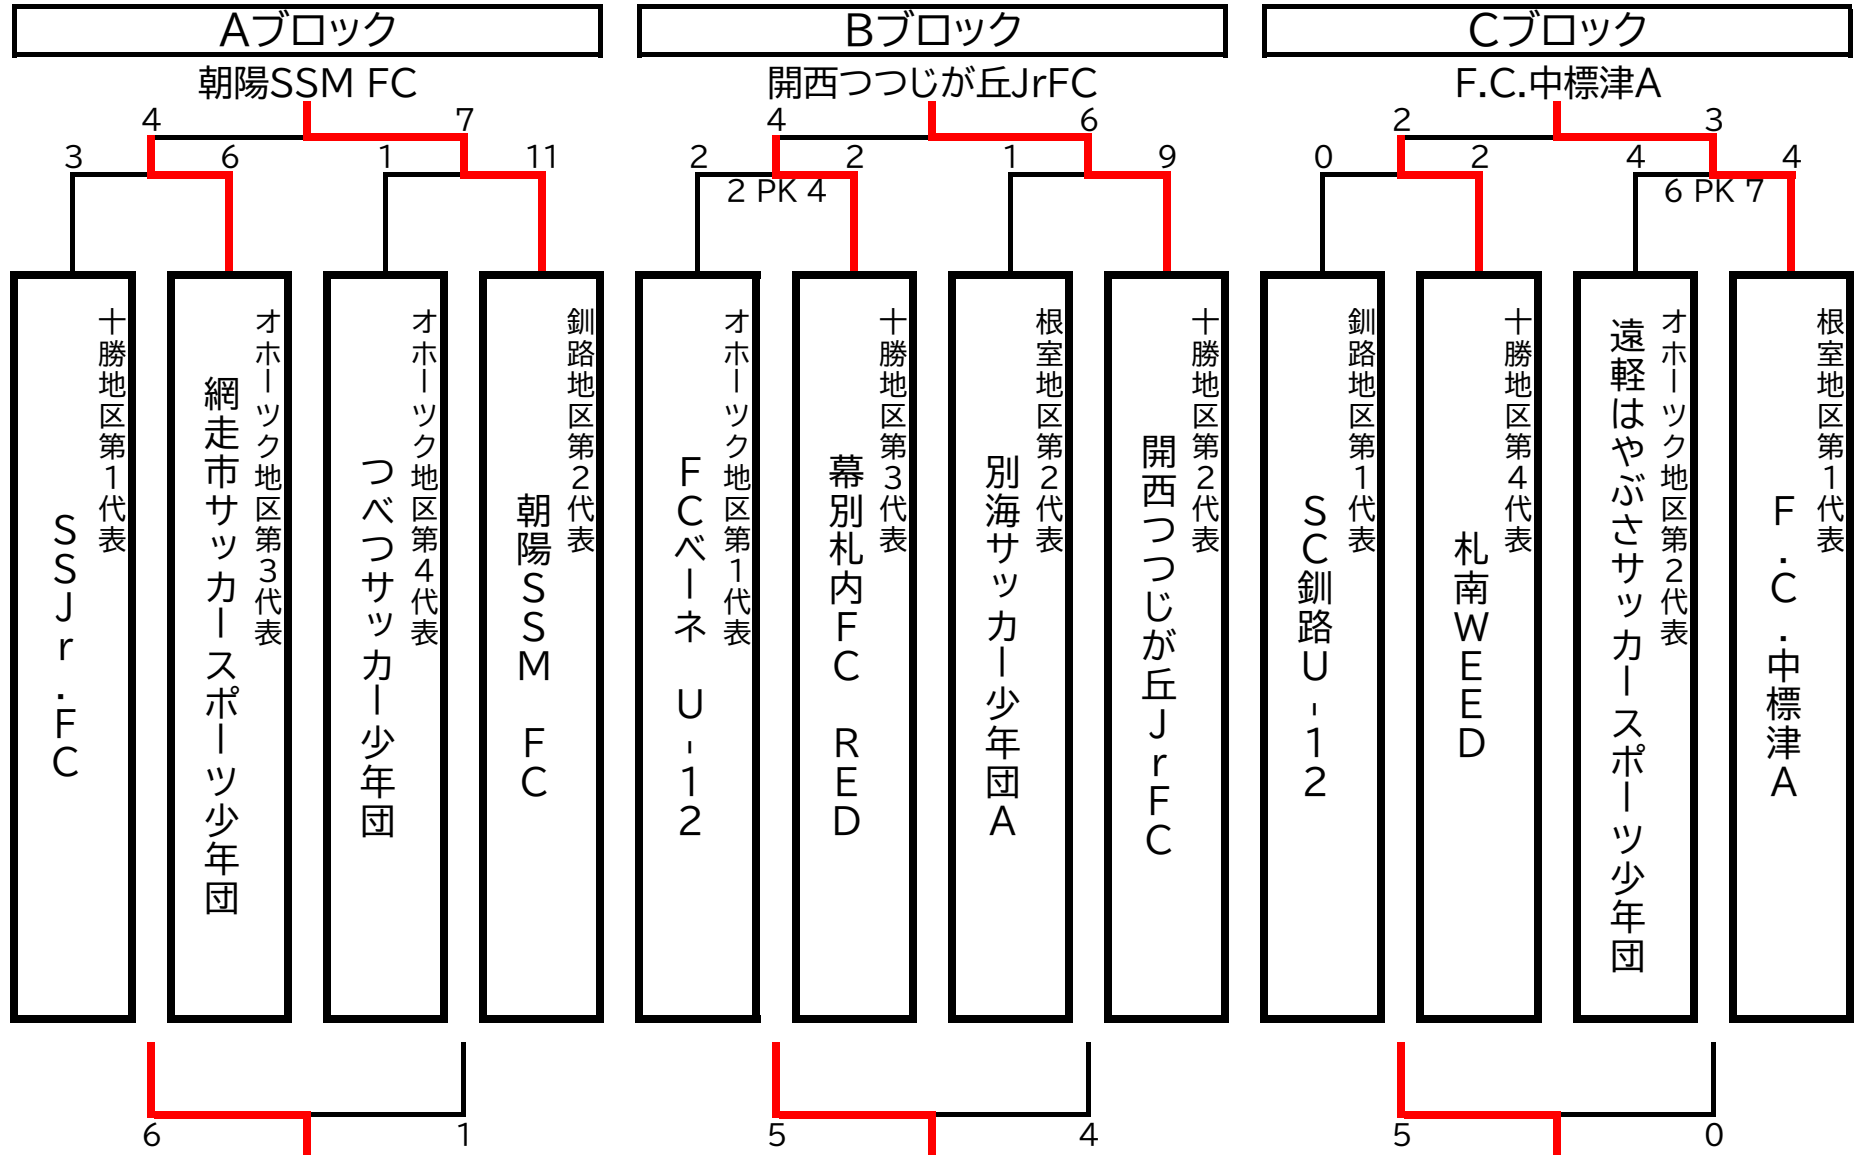 Aブロック
朝陽SSM FC
4 7
3 6 1 11
十勝地区第1代表
SSJr.FC
オホーツク地区第3代表
網走市サッカースポーツ少年団
オホーツク地区第4代表
つべつサッカー少年団
釧路地区第2代表
朝陽SSM FC
6 1
Bブロック
開西つつじが丘JrFC
4 6
2 2 1 9
2 PK 4
オホーツク地区第1代表
FCベーネ U-12
十勝地区第3代表
幕別札内FC RED
根室地区第2代表
別海サッカー少年団A
十勝地区第2代表
開西つつじが丘JrFC
5 4
Cブロック
F.C.中標津A
2 3
0 2 4 4
6 PK 7
釧路地区第1代表
SC釧路U-12
十勝地区第4代表
札南WEED
オホーツク地区第2代表
遠軽はやぶさサッカースポーツ少年団
根室地区第1代表
F.C.中標津A
5 0